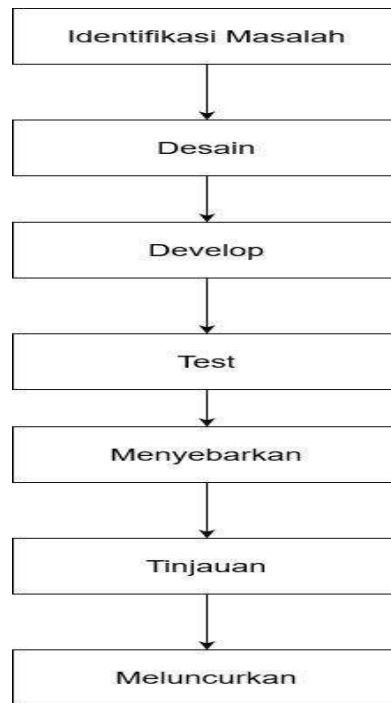 Identifikasi Masalah
Desain
Develop
Test
Menyebarkan
Tinjauan
Meluncurkan